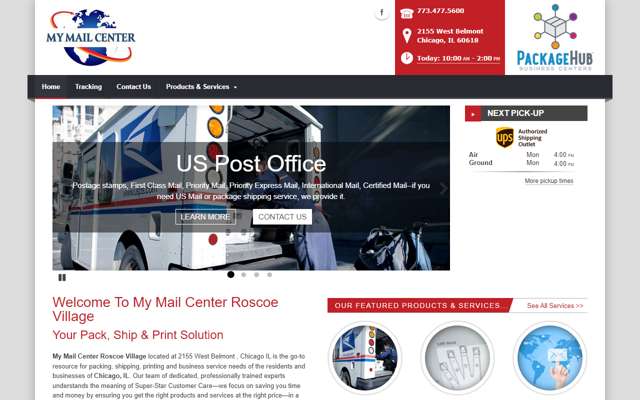 MY MAIL CENTER
773.477.5600
2155 West Belmont
Chicago, IL 60618
Today: 10:00 AM - 2:00 PM
PACKAGEHUB
BUSINESS CENTERS
Home Tracking Contact Us Products & Services
US Post Office
Postage stamps, First Class Mail, Priority Mail, Priority Express Mail, International Mail, Certified Mail--if you
need US Mail or package shipping service, we provide it.
LEARN MORE CONTACT US
NEXT PICK-UP
ups Authorized
Shipping
Outlet
Air Mon 4:00 PM
Ground Mon 4:00 PM
More pickup times
Welcome To My Mail Center Roscoe
Village
Your Pack, Ship & Print Solution
My Mail Center Roscoe Village located at 2155 West Belmont , Chicago IL is the go-to
resource for packing, shipping, printing and business service needs of the residents and
businesses of Chicago, IL. Our team of dedicated, professionally trained experts
understands the meaning of Super-Star Customer Care—we focus on saving you time
and money by ensuring you get the right products and services at the right price—in a
OUR FEATURED PRODUCTS & SERVICES...
See All Services >>